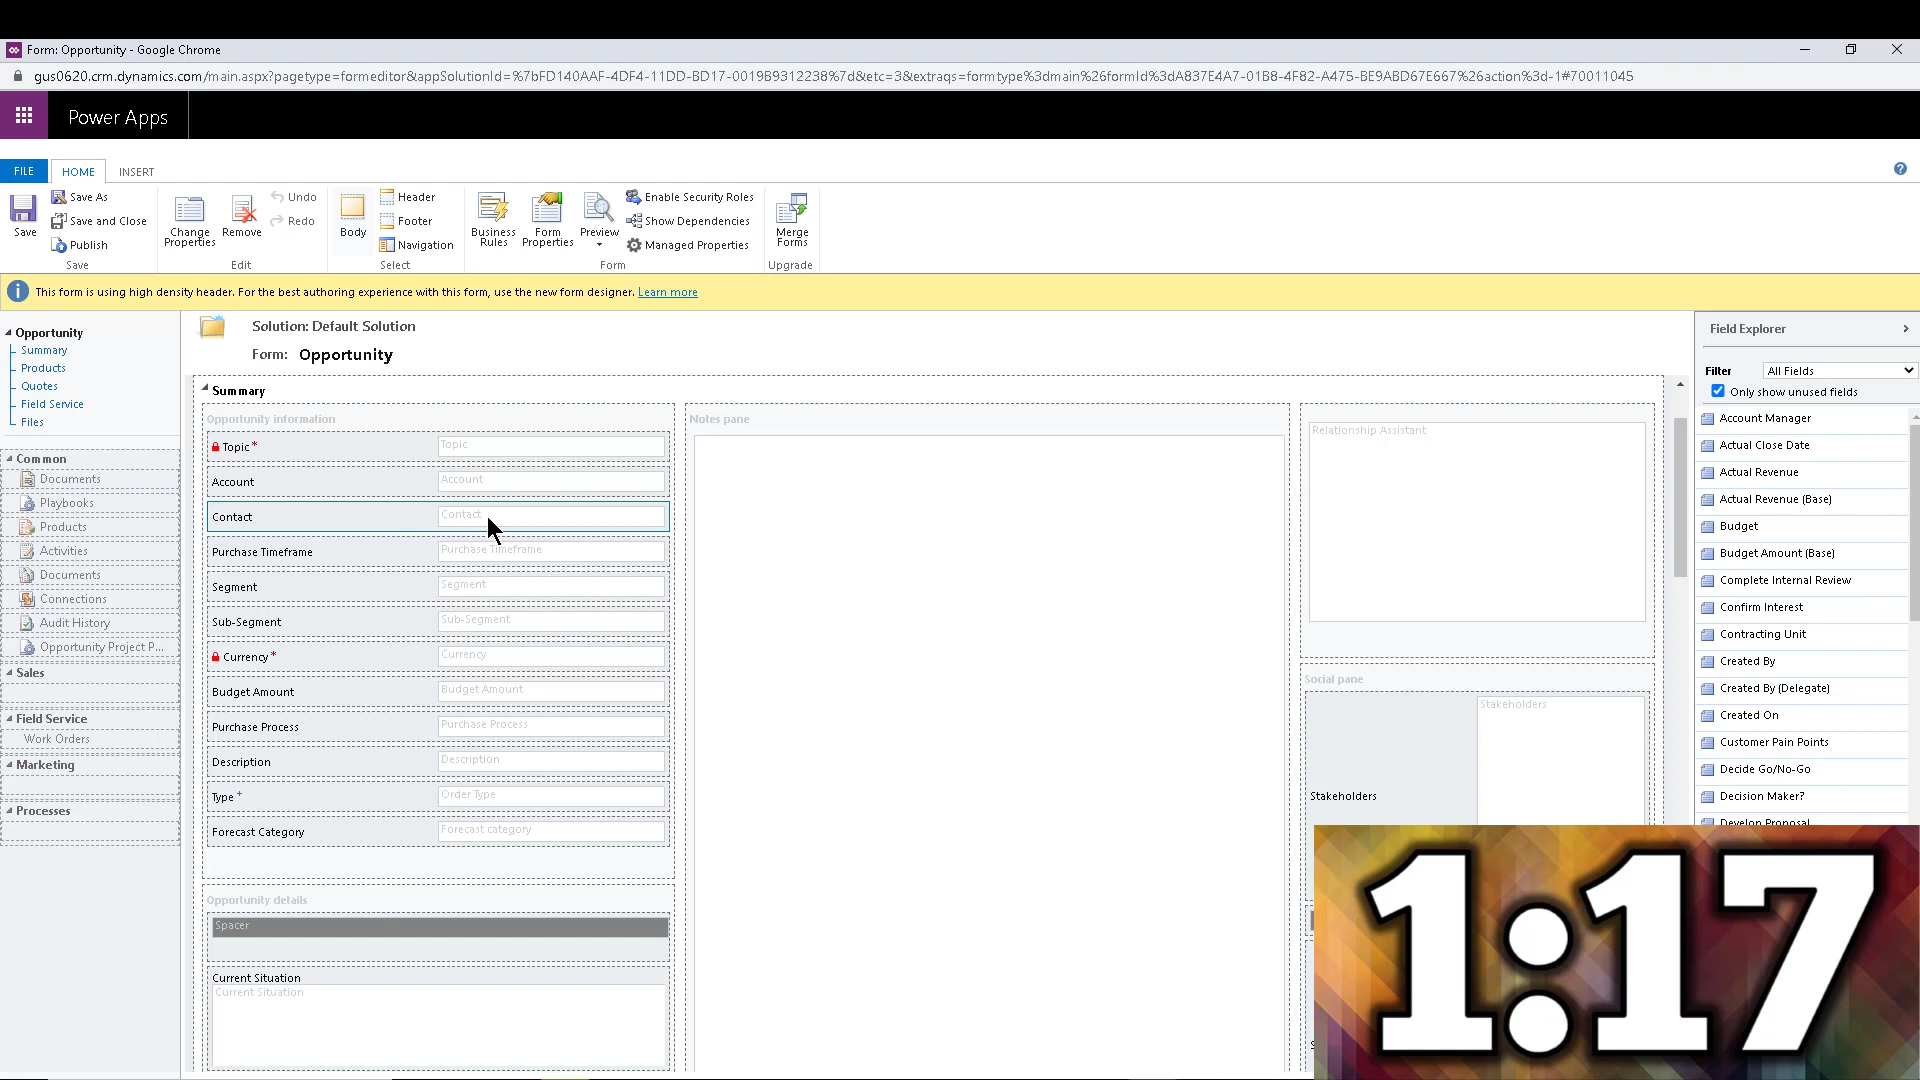 Form: Opportunity - Google Chrome
gus0620.crm.dynamics.com/main.aspx?pagetype=formeditor&appSolutionId=%7bFD140AAF-4DF4-11DD-BD17-0019B9312238%7d&etc=3&extraqs=formtype%3dmain%26formId%3dA837E4A7-01B8-4F82-A475-BE9ABD67E667%26action%3d-1#70011045
Power Apps
FILE
HOME
INSERT
Save
Save As
Save and Close
Publish
Save
Change Properties
Remove
Undo
Redo
Edit
Body
Header
Footer
Navigation
Select
Business Rules
Form Properties
Preview
Enable Security Roles
Show Dependencies
Managed Properties
Form
Merge Forms
Upgrade
This form is using high density header. For the best authoring experience with this form, use the new form designer. Learn more
Opportunity
Summary
Products
Quotes
Field Service
Files
Common
Documents
Playbooks
Products
Activities
Documents
Connections
Audit History
Opportunity Project P...
Sales
Field Service
Work Orders
Marketing
Processes
Solution: Default Solution
Form: Opportunity
Summary
Opportunity information
Topic* Topic
Account Account
Contact Contact
Purchase Timeframe Purchase Timeframe
Segment Segment
Sub-Segment Sub-Segment
Currency* Currency
Budget Amount Budget Amount
Purchase Process Purchase Process
Description Description
Type + Order Type
Forecast Category Forecast category
Opportunity details
Spacer
Current Situation
Current Situation
Notes pane
Relationship Assistant
Social pane
Stakeholders
Stakeholders
Field Explorer
Filter All Fields
Only show unused fields
Account Manager
Actual Close Date
Actual Revenue
Actual Revenue (Base)
Budget
Budget Amount (Base)
Complete Internal Review
Confirm Interest
Contracting Unit
Created By
Created By (Delegate)
Created On
Customer Pain Points
Decide Go/No-Go
Decision Maker?
Develop Proposal
1:17